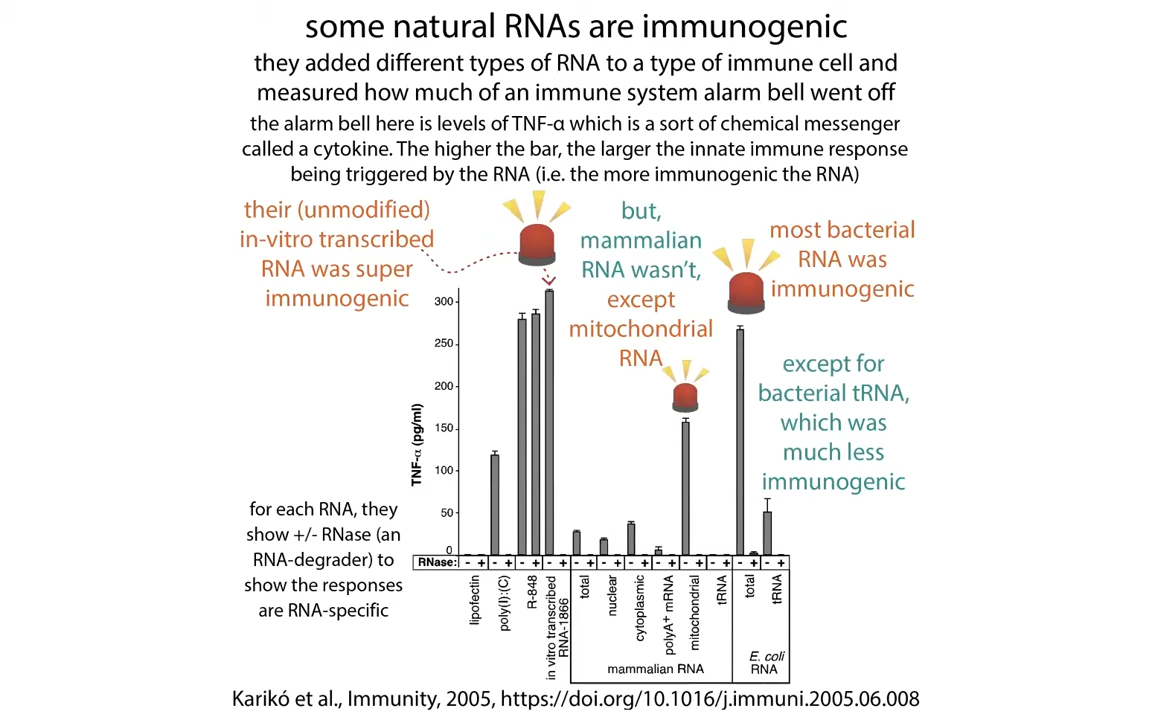 some natural RNAs are immunogenic
they added different types of RNA to a type of immune cell and
measured how much of an immune system alarm bell went off
the alarm bell here is levels of TNF-α which is a sort of chemical messenger
called a cytokine. The higher the bar, the larger the innate immune response
being triggered by the RNA (i.e. the more immunogenic the RNA)
their (unmodified)
in-vitro transcribed
RNA was super
immunogenic
but,
mammalian
RNA wasn't,
except
mitochondrial
RNA
most bacterial
RNA was
immunogenic
except for
bacterial tRNA,
which was
much less
immunogenic
for each RNA, they
show +/- RNase (an
RNA-degrader) to
show the responses
are RNA-specific
TNF-α (pg/ml)
300
250
200
150
100
50
0
RNase: - + - + - + - + - + - + - + - + - + - + - + - +
lipofectin
poly(I):(C)
R-848
in vitro transcribed
RNA-1866
total
nuclear
cytoplasmic
polyA+ mRNA
mitochondrial
tRNA
total
tRNA
mammalian RNA
E. coli
RNA
Karikó et al., Immunity, 2005, https://doi.org/10.1016/j.immuni.2005.06.008